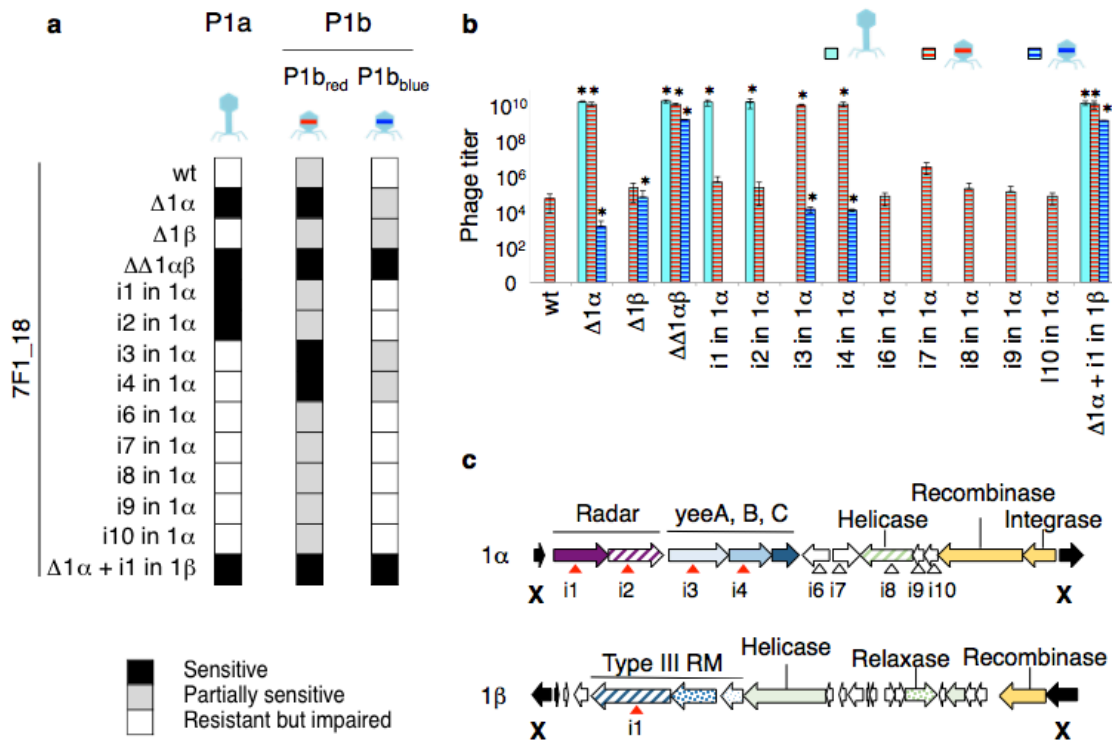 a
P1a
P1b
P1bred
P1bblue
7F1_18
wt
Δ1α
Δ1β
ΔΔ1αβ
i1 in 1α
i2 in 1α
i3 in 1α
i4 in 1α
i6 in 1α
i7 in 1α
i8 in 1α
i9 in 1α
i10 in 1α
Δ1α + i1 in 1β
Sensitive
Partially sensitive
Resistant but impaired
b
Phage titer
10^10
10^8
10^6
10^4
10^2
0
* * * * * * * * * * * * * * *
wt
Δ1α
Δ1β
ΔΔ1αβ
i1 in 1α
i2 in 1α
i3 in 1α
i4 in 1α
i6 in 1α
i7 in 1α
i8 in 1α
i9 in 1α
I10 in 1α
Δ1α + i1 in 1β
c
Radar
yeeA, B, C
Helicase
Recombinase
Integrase
1α
i1 i2 i3 i4 i6 i7 i8 i9 i10
X X
Type III RM
Helicase
Relaxase
Recombinase
1β
i1
X X